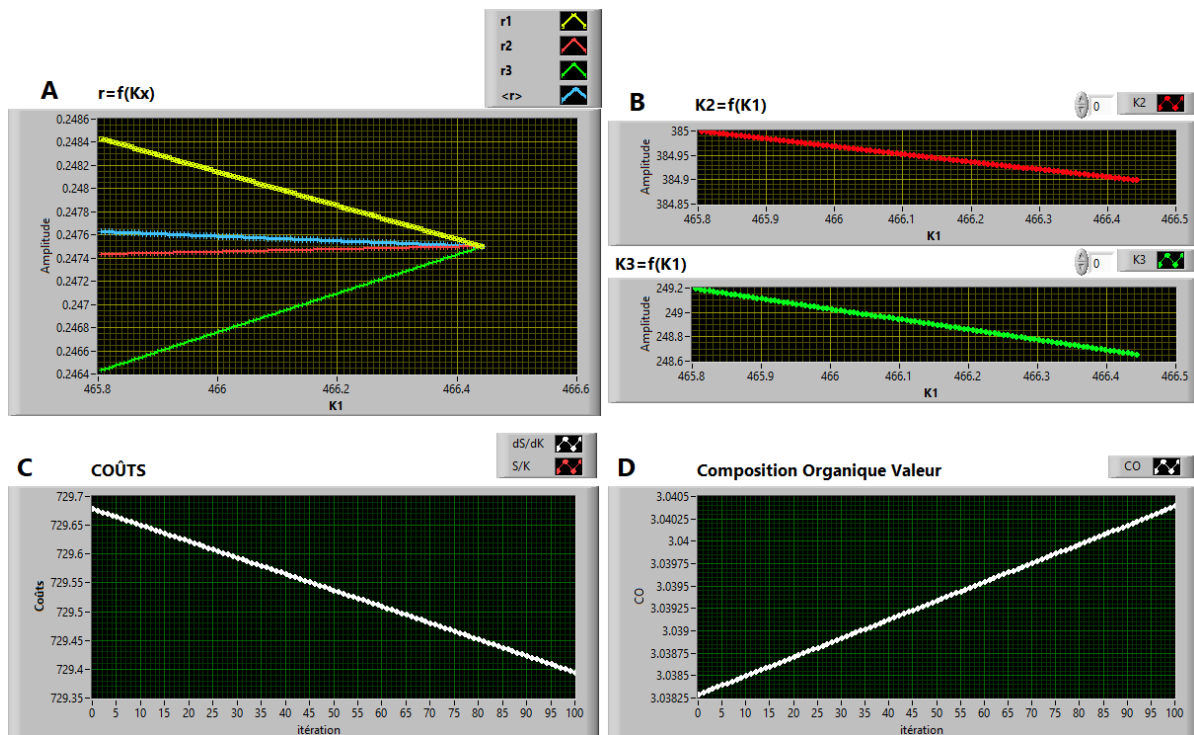 r1
r2
r3
<r>
A r=f(Kx)
0.2486
0.2484
0.2482
0.248
0.2478
0.2476
0.2474
0.2472
0.247
0.2468
0.2466
0.2464
Amplitude
465.8 466 466.2 466.4 466.6
K1
B K2=f(K1) 0 K2
385
384.95
384.9
384.85
Amplitude
465.8 465.9 466 466.1 466.2 466.3 466.4 466.5
K1
K3=f(K1) 0 K3
249.2
249
248.8
248.6
Amplitude
465.8 465.9 466 466.1 466.2 466.3 466.4 466.5
K1
dS/dK
S/K
C COÛTS
729.7
729.65
729.6
729.55
729.5
729.45
729.4
729.35
Coûts
0 5 10 15 20 25 30 35 40 45 50 55 60 65 70 75 80 85 90 95 100
itération
D Composition Organique Valeur CO
3.0405
3.04025
3.04
3.03975
3.0395
3.03925
3.039
3.03875
3.0385
3.03825
CO
0 5 10 15 20 25 30 35 40 45 50 55 60 65 70 75 80 85 90 95 100
itération